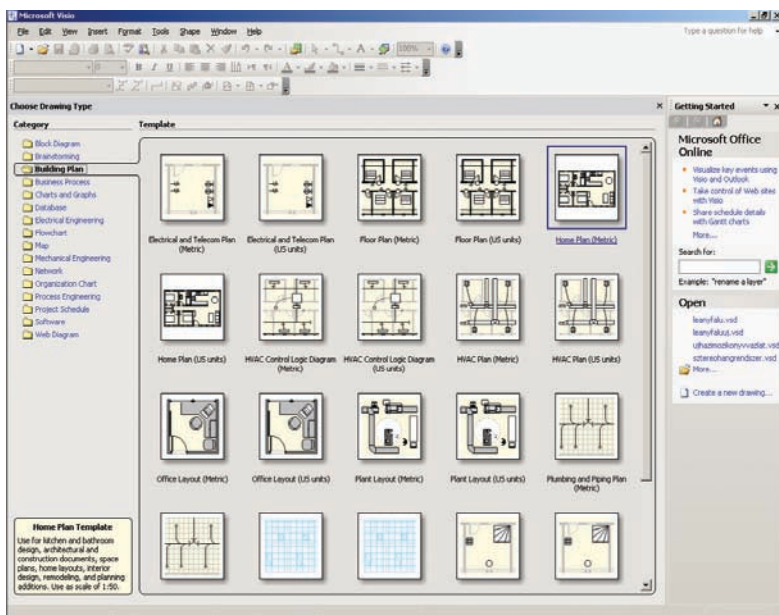 Microsoft Visio
File Edit View Insert Format Tools Shape Window Help
Type a question for help
100%
Choose Drawing Type
Category
Template
Block Diagram
Brainstorming
Building Plan
Business Process
Charts and Graphs
Database
Electrical Engineering
Flowchart
Map
Mechanical Engineering
Network
Organization Chart
Process Engineering
Project Schedule
Software
Web Diagram
Electrical and Telecom Plan
(Metric)
Electrical and Telecom Plan
(US units)
Floor Plan (Metric)
Floor Plan (US units)
Home Plan (Metric)
Home Plan (US units)
HVAC Control Logic Diagram
(Metric)
HVAC Control Logic Diagram
(US units)
HVAC Plan (Metric)
HVAC Plan (US units)
Office Layout (Metric)
Office Layout (US units)
Plant Layout (Metric)
Plant Layout (US units)
Plumbing and Piping Plan
(Metric)
Home Plan Template
Use for kitchen and bathroom
design, architectural and
construction documents, space
plans, home layouts, interior
design, remodeling, and planning
additions. Use as scale of 1:50.
Getting Started
Microsoft Office
Online
Visualize key events using
Visio and Outlook
Take control of Web sites
with Visio
Share schedule details
with Gantt charts
More...
Search for:
Example: "rename a layer"
Open
leanyfalu.vsd
leanyfaluuj.vsd
ujhazimozikonyvvazlat.vsd
sztereohangrendszer.vsd
More...
Create a new drawing...